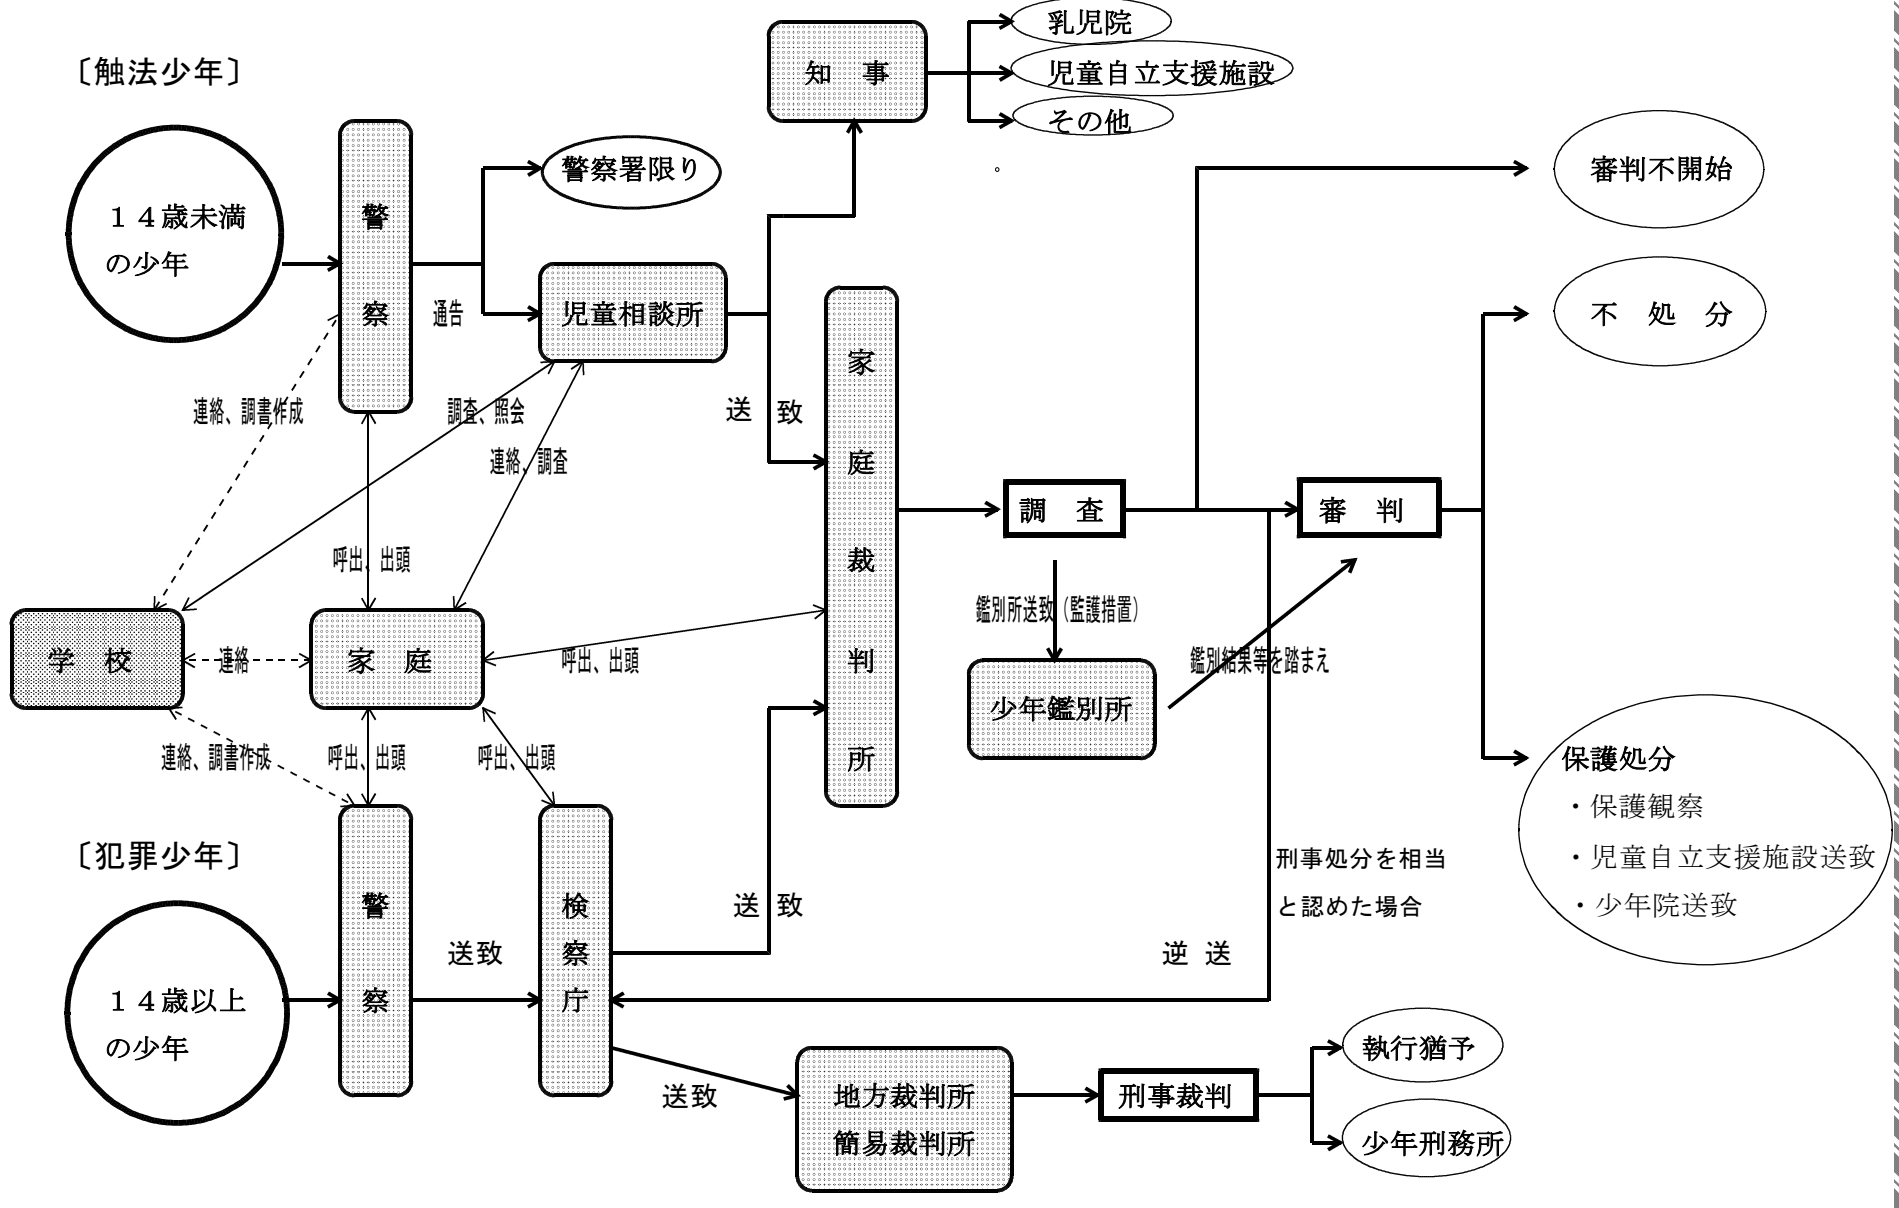 〔触法少年〕
１４歳未満
の少年
警
察
警察署限り
通告
児童相談所
知　事
乳児院
児童自立支援施設
その他
。
審判不開始
不　処　分
送　致
連絡、調書作成
調査、照会
連絡、調査
呼出、出頭
家
庭
裁
判
所
調　査
審　判
鑑別所送致（監護措置）
少年鑑別所
鑑別結果等を踏まえ
学　校
連絡
家　庭
呼出、出頭
連絡、調書作成
呼出、出頭
呼出、出頭
保護処分
・保護観察
・児童自立支援施設送致
・少年院送致
〔犯罪少年〕
１４歳以上
の少年
警
察
送致
検
察
庁
送　致
刑事処分を相当
と認めた場合
逆 送
送致
地方裁判所
簡易裁判所
刑事裁判
執行猶予
少年刑務所